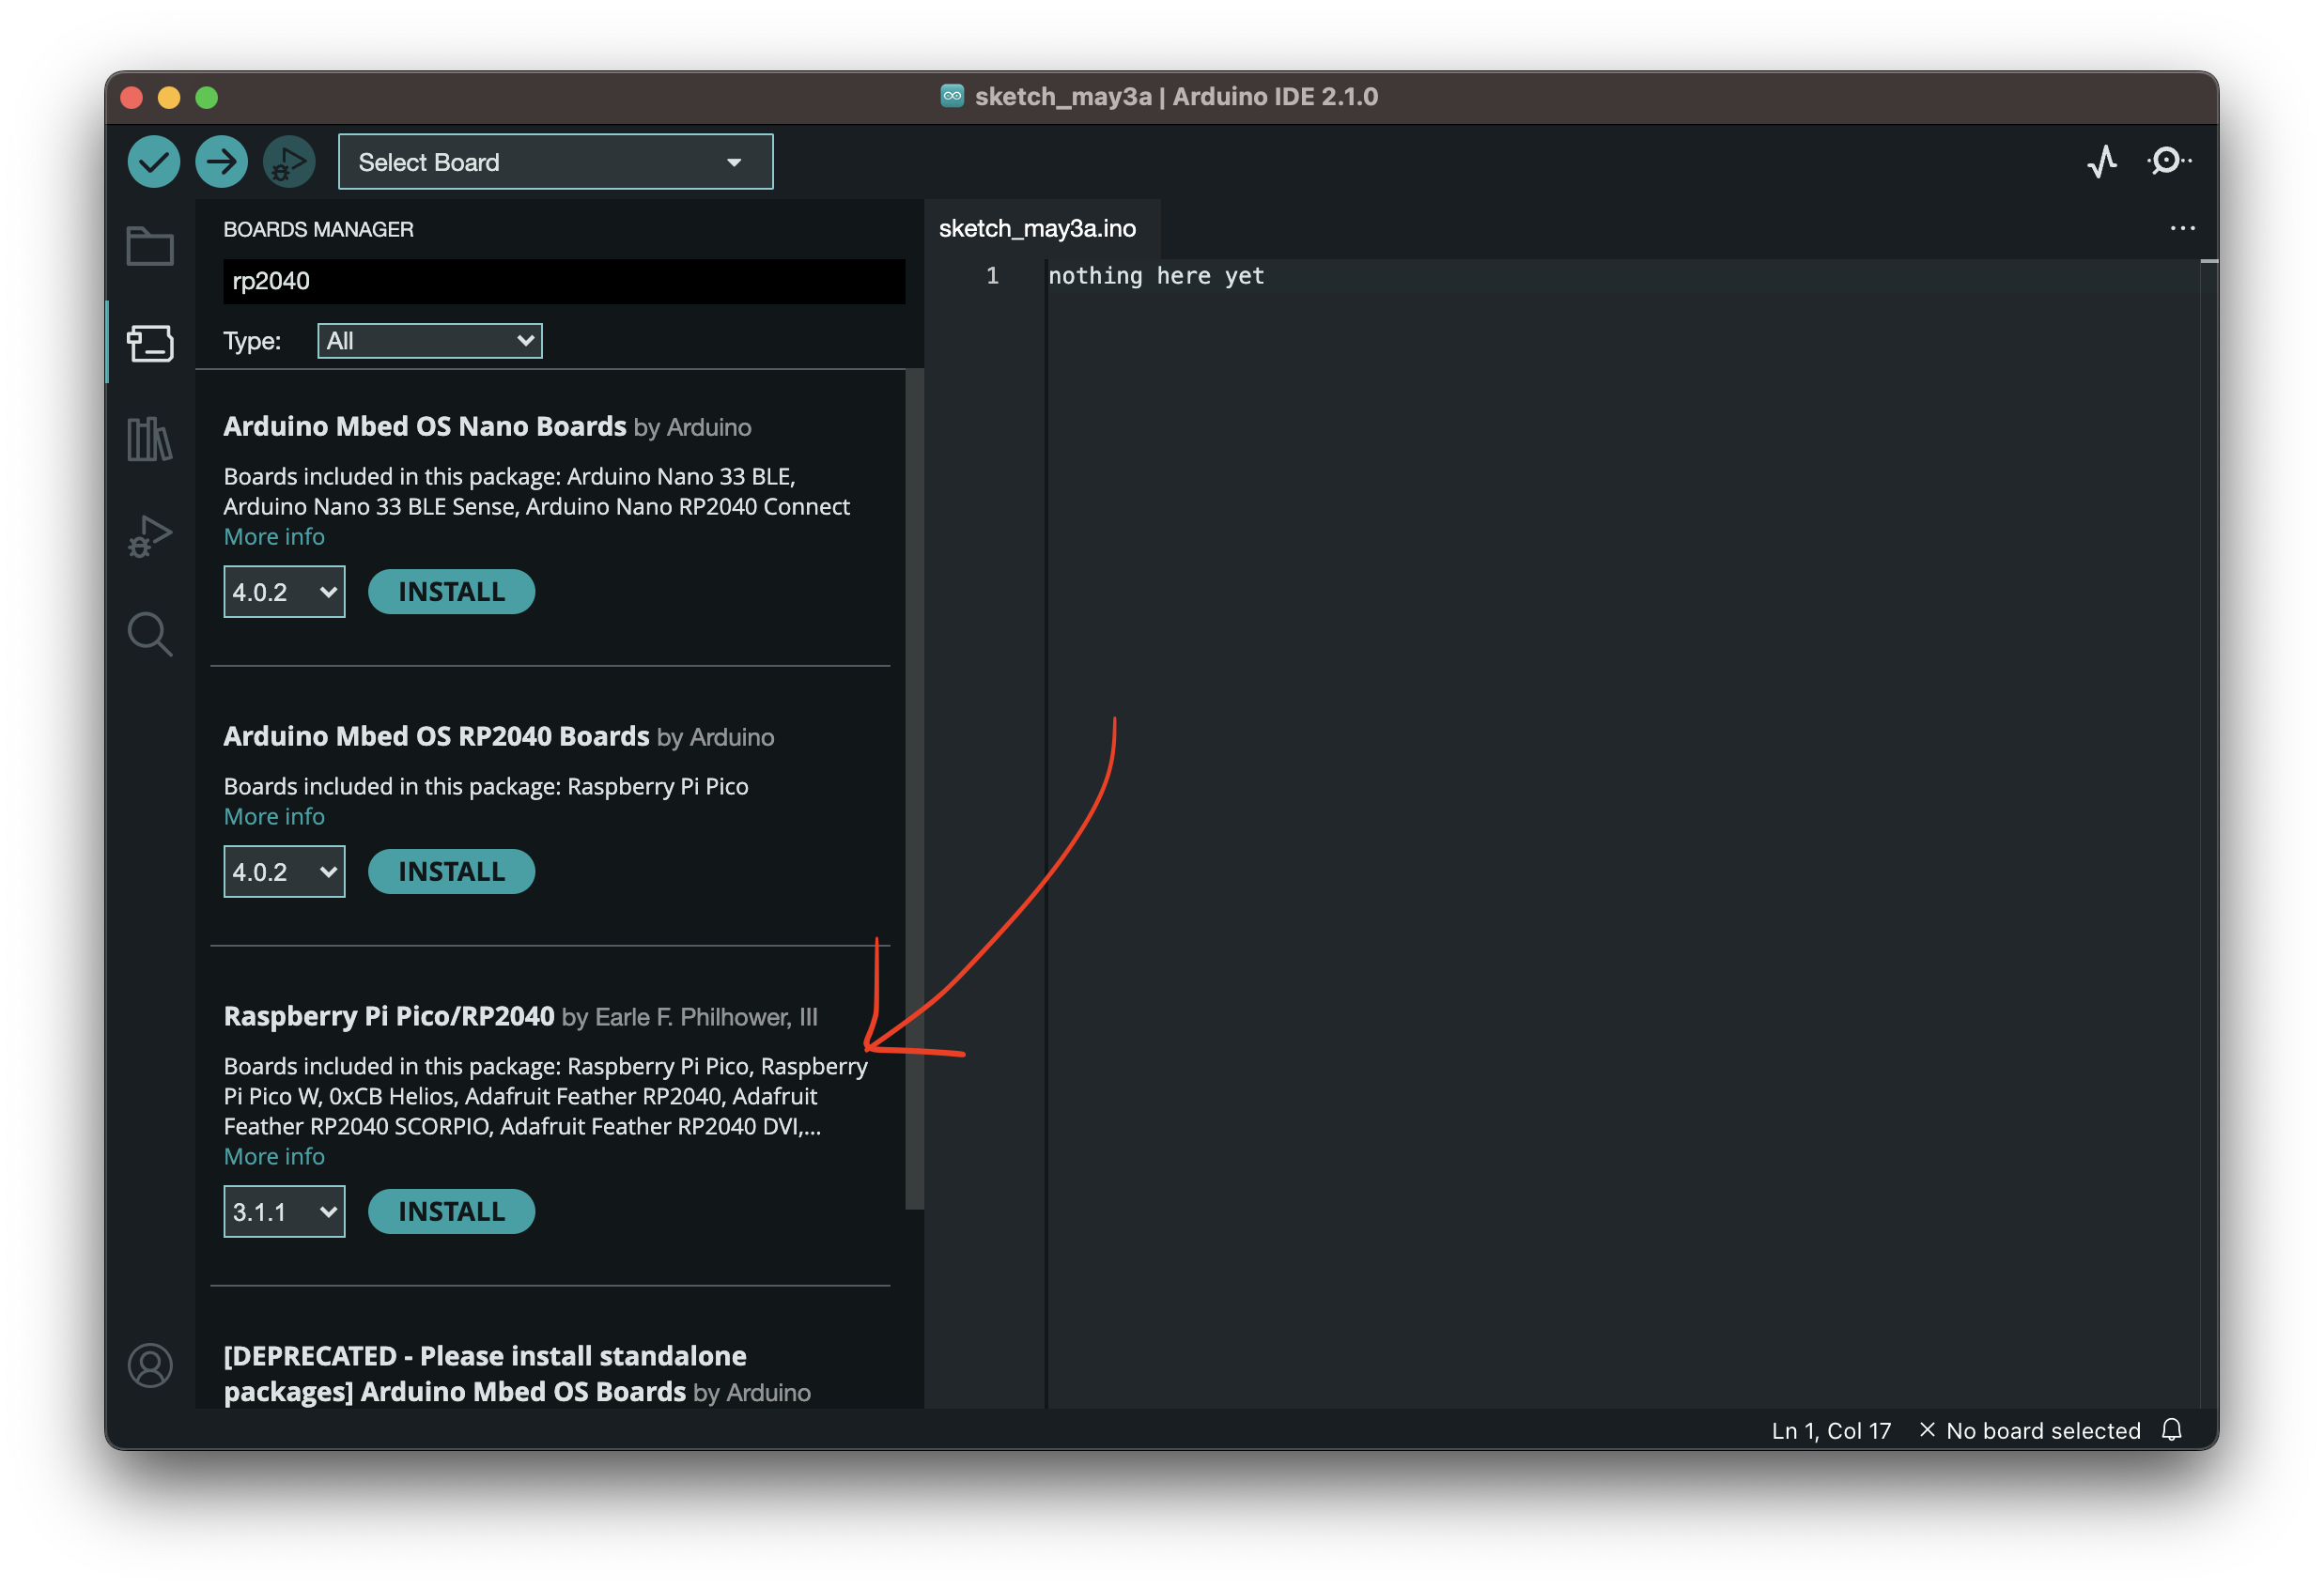 sketch_may3a | Arduino IDE 2.1.0
Select Board
BOARDS MANAGER
rp2040
Type: All
Arduino Mbed OS Nano Boards by Arduino
Boards included in this package: Arduino Nano 33 BLE,
Arduino Nano 33 BLE Sense, Arduino Nano RP2040 Connect
More info
4.0.2 INSTALL
Arduino Mbed OS RP2040 Boards by Arduino
Boards included in this package: Raspberry Pi Pico
More info
4.0.2 INSTALL
Raspberry Pi Pico/RP2040 by Earle F. Philhower, III
Boards included in this package: Raspberry Pi Pico, Raspberry
Pi Pico W, 0xCB Helios, Adafruit Feather RP2040, Adafruit
Feather RP2040 SCORPIO, Adafruit Feather RP2040 DVI,...
More info
3.1.1 INSTALL
[DEPRECATED - Please install standalone
packages] Arduino Mbed OS Boards by Arduino
sketch_may3a.ino
1 nothing here yet
Ln 1, Col 17 No board selected